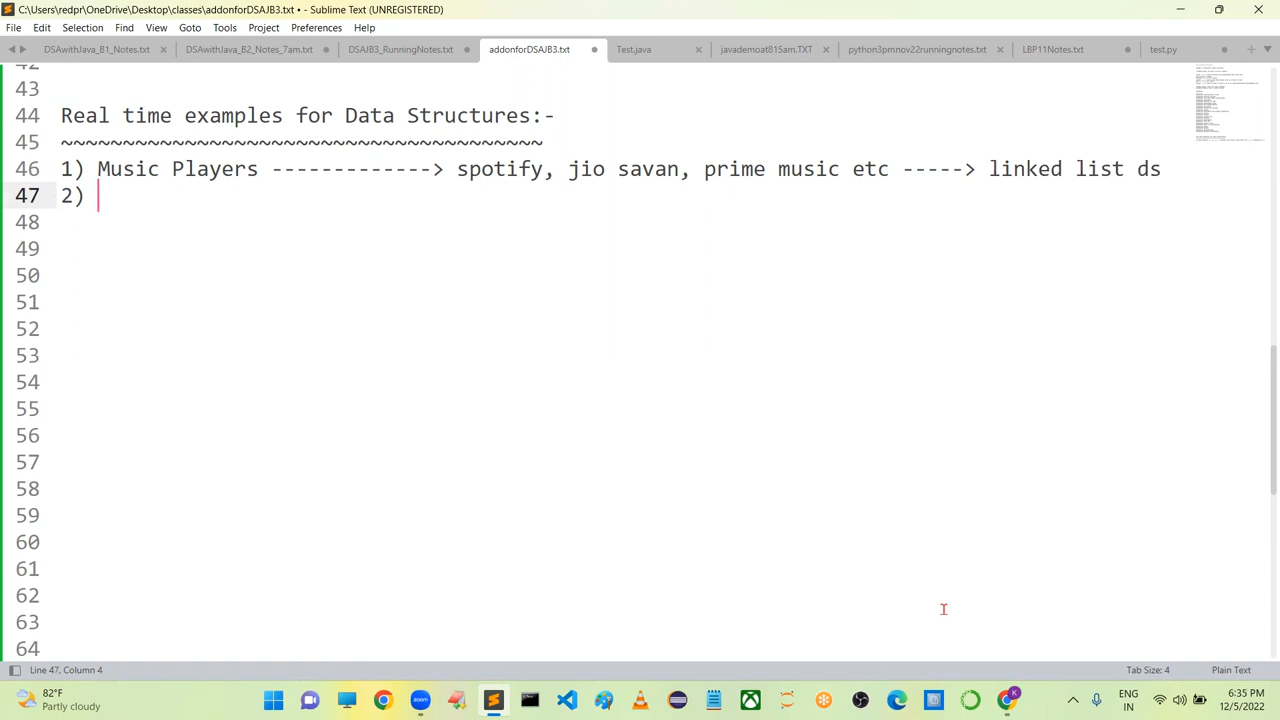 C:\Users\redpr\OneDrive\Desktop\classes\addonforDSAJB3.txt • - Sublime Text (UNREGISTERED)
File Edit Selection Find View Goto Tools Project Preferences Help
DSAwithJava_B1_Notes.txt DSAwithJava_B2_Notes_7am.txt DSAJB3_RunningNotes.txt addonforDSAJB3.txt Test.java javademoat815am.TXT python3pmnov22runningnotes.txt LBP11Notes.txt test.py
42
43
44 Real time examples for Data Structures:-
45 ~~~~~~~~~~~~~~~~~~~~~~~~~~~~~~~~~~~~~~~
46 1) Music Players -------------> spotify, jio savan, prime music etc -----> linked list ds
47 2)
48
49
50
51
52
53
54
55
56
57
58
59
60
61
62
63
64
Line 47, Column 4 Tab Size: 4 Plain Text
82°F
Partly cloudy
ENG
IN
6:35 PM
12/5/2022